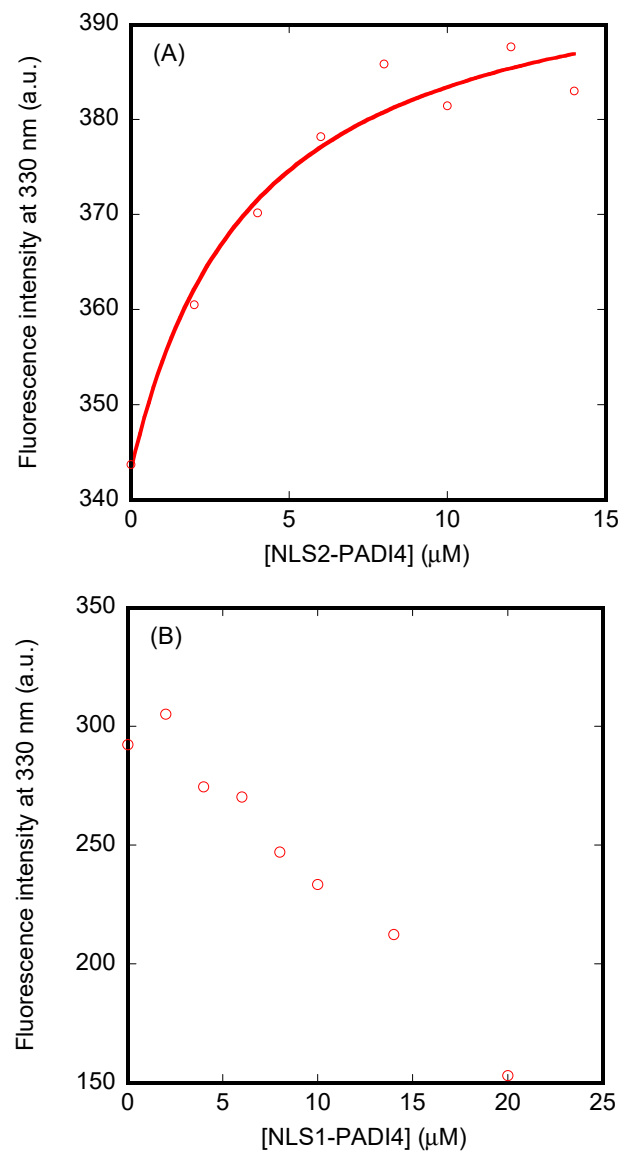 (A)
Fluorescence intensity at 330 nm (a.u.)
390
380
370
360
350
340
0 5 10 15
[NLS2-PADI4] (μM)
(B)
Fluorescence intensity at 330 nm (a.u.)
350
300
250
200
150
0 5 10 15 20 25
[NLS1-PADI4] (μM)